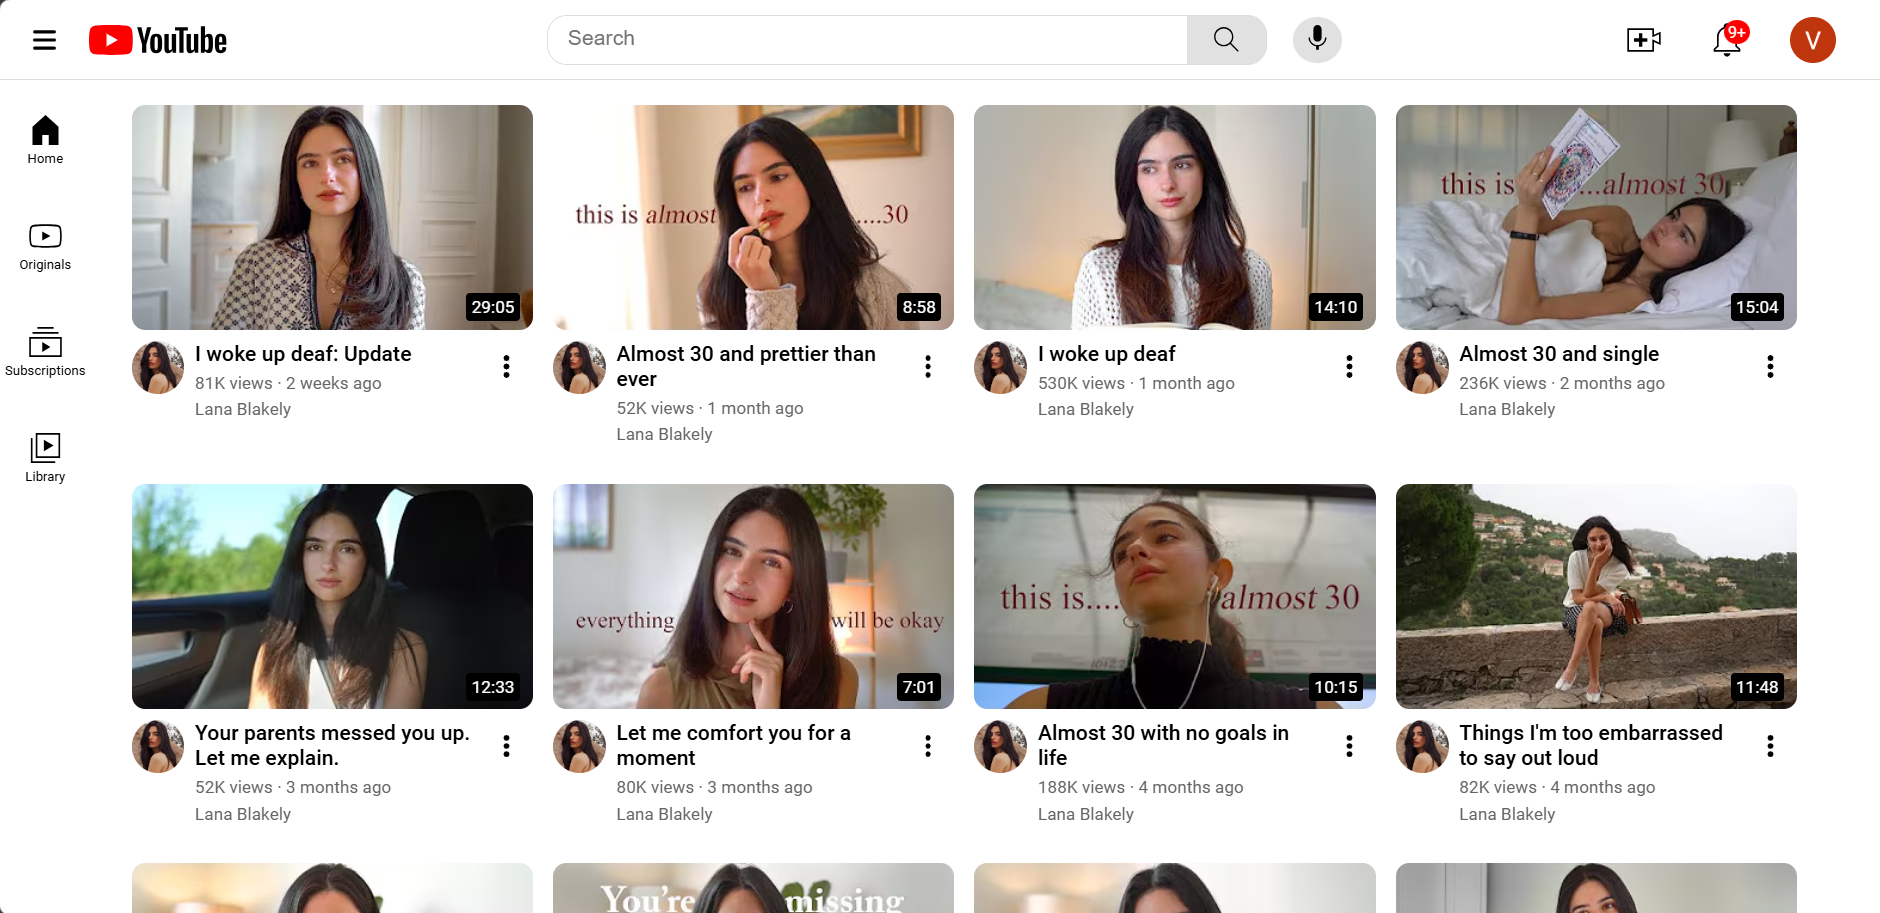 YouTube
Search
9+
V
Home
Originals
Subscriptions
Library
29:05
I woke up deaf: Update
81K views · 2 weeks ago
Lana Blakely
this is almost ....30
8:58
Almost 30 and prettier than
ever
52K views · 1 month ago
Lana Blakely
14:10
I woke up deaf
530K views · 1 month ago
Lana Blakely
this is ...almost 30
15:04
Almost 30 and single
236K views · 2 months ago
Lana Blakely
12:33
Your parents messed you up.
Let me explain.
52K views · 3 months ago
Lana Blakely
everything will be okay
7:01
Let me comfort you for a
moment
80K views · 3 months ago
Lana Blakely
this is.... almost 30
10:15
Almost 30 with no goals in
life
188K views · 4 months ago
Lana Blakely
11:48
Things I'm too embarrassed
to say out loud
82K views · 4 months ago
Lana Blakely
You're missing